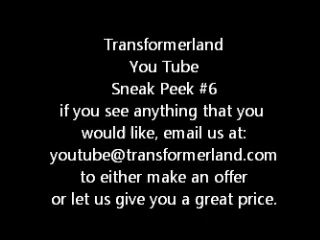 Transformerland
You Tube
Sneak Peek #6
if you see anything that you
would like, email us at:
youtube@transformerland.com
to either make an offer
or let us give you a great price.